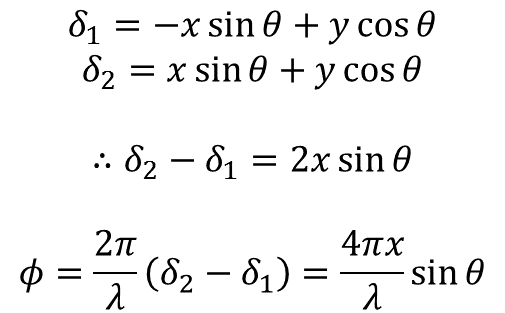 δ₁ = −x sin θ + y cos θ
δ₂ = x sin θ + y cos θ
∴ δ₂ − δ₁ = 2x sin θ
ϕ = 2π/λ (δ₂ − δ₁) = 4πx/λ sin θ